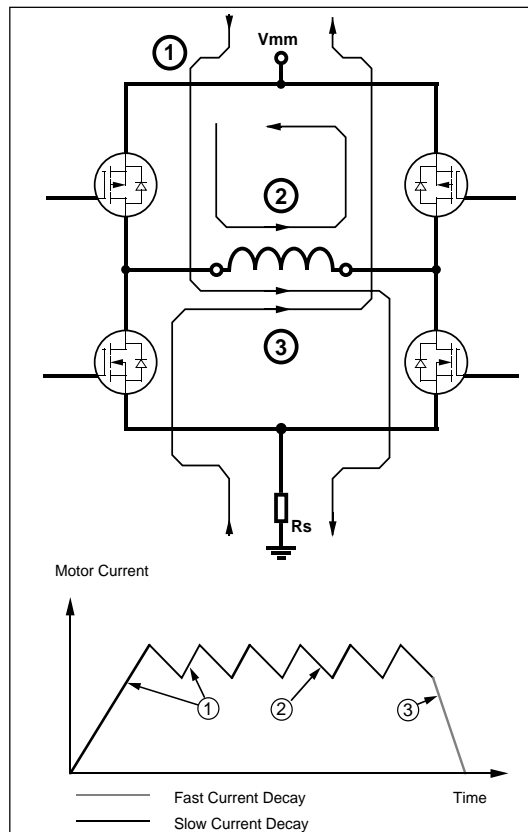 1
Vmm
2
3
Rs
Motor Current
1
2
3
Fast Current Decay
Time
Slow Current Decay